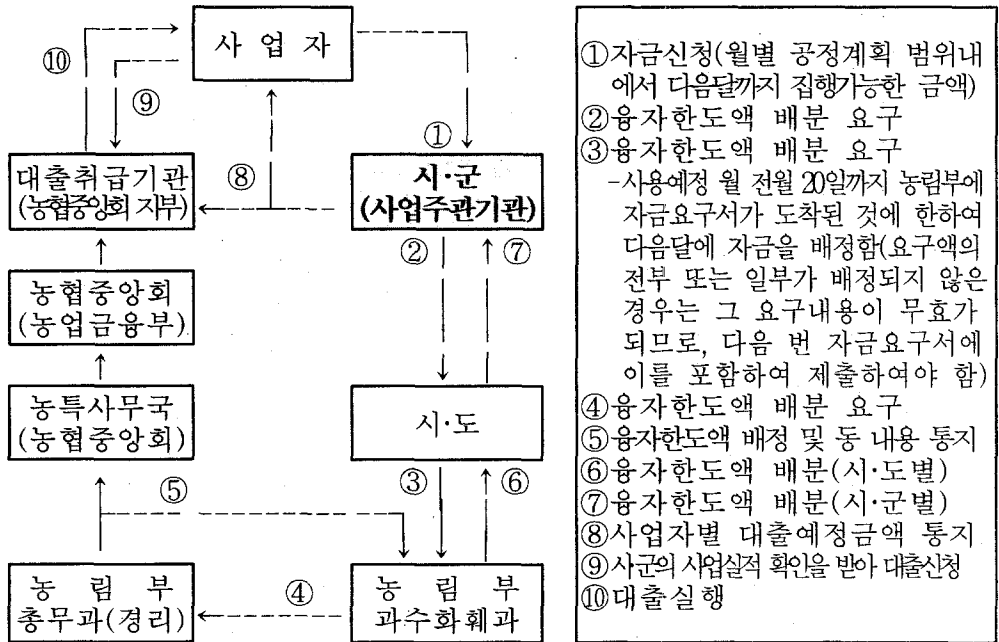 사 업 자
⑩
⑨
①
대출취급기관
(농협중앙회 지부)
⑧
시·군
(사업주관기관)
②
⑦
농협중앙회
(농업금융부)
농특사무국
(농협중앙회)
시·도
⑤
③
⑥
농 림 부
총무과(경리)
④
농 림 부
과수화훼과
①자금신청(월별 공정계획 범위내
에서 다음달까지 집행가능한 금액)
②융자한도액 배분 요구
③융자한도액 배분 요구
-사용예정 월 전월 20일까지 농림부에
자금요구서가 도착된 것에 한하여
다음달에 자금을 배정함(요구액의
전부 또는 일부가 배정되지 않은
경우는 그 요구내용이 무효가
되므로, 다음 번 자금요구서에
이를 포함하여 제출하여야 함)
④융자한도액 배분 요구
⑤융자한도액 배정 및 동 내용 통지
⑥융자한도액 배분(시·도별)
⑦융자한도액 배분(시·군별)
⑧사업자별 대출예정금액 통지
⑨사군의 사업실적 확인을 받아 대출신청
⑩대출실행